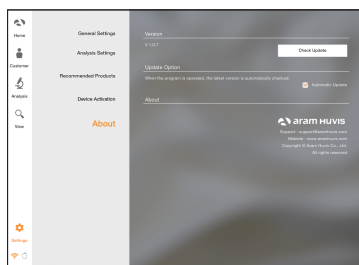 Home
Customer
Analysis
View
Settings
General Settings
Analysis Settings
Recommended Products
Device Activation
About
Version
V 1.0.1
Check Update
Update Option
When the program is operated, the latest version is automatically checked.
Automatic Update
About
aram HUVIS
Support : support@aramhuvis.com
Website : www.aramhuvis.com
Copyright © Aram Huvis Co., Ltd.
All rights reserved